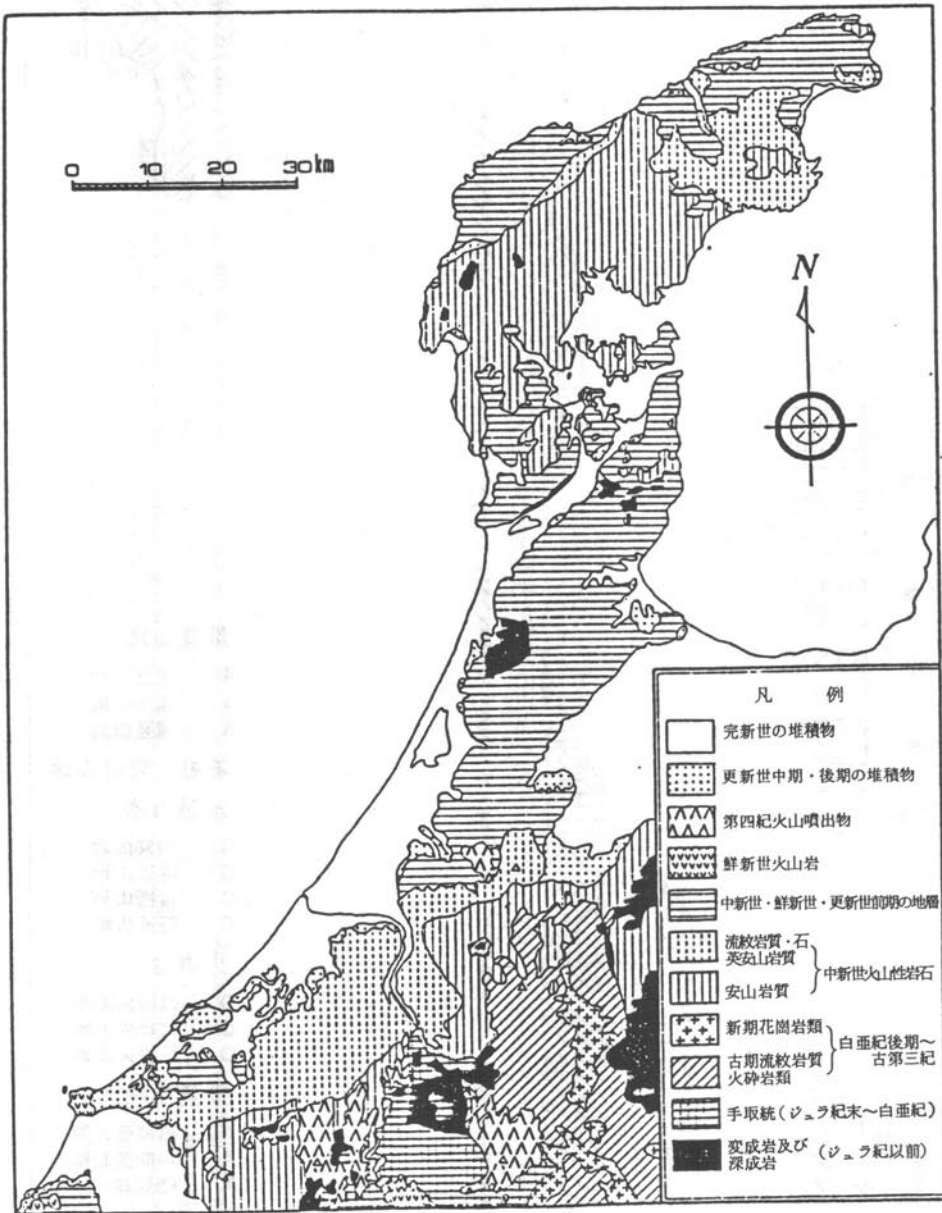 0 10 20 30 km
N
凡 例
完新世の堆積物
更新世中期・後期の堆積物
第四紀火山噴出物
鮮新世火山岩
中新世・鮮新世・更新世前期の地層
流紋岩質・石
英安山岩質
安山岩質
中新世火山性岩石
新期花崗岩類
古期流紋岩質
火砕岩類
白亜紀後期～
古第三紀
手取統(ジュラ紀末～白亜紀)
変成岩及び
深成岩
(ジュラ紀以前)